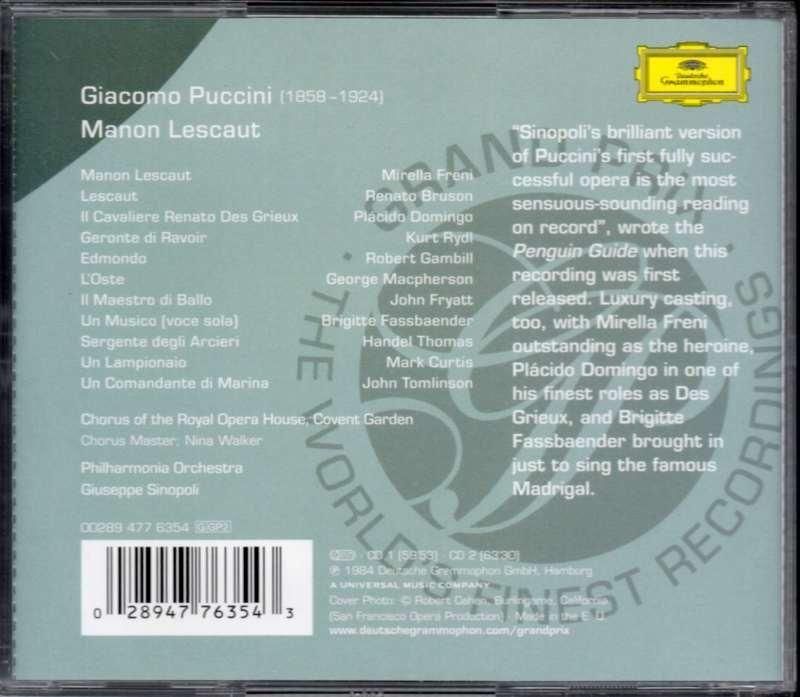 Deutsche
Grammophon
Giacomo Puccini (1858–1924)
Manon Lescaut
Manon Lescaut Mirella Freni
Lescaut Renato Bruson
Il Cavaliere Renato Des Grieux Plácido Domingo
Geronte di Ravoir Kurt Rydl
Edmondo Robert Gambill
L'Oste George Macpherson
Il Maestro di Ballo John Fryatt
Un Musico (voce sola) Brigitte Fassbaender
Sergente degli Arcieri Handel Thomas
Un Lampionaio Mark Curtis
Un Comandante di Marina John Tomlinson
Chorus of the Royal Opera House, Covent Garden
Chorus Master: Nina Walker
Philharmonia Orchestra
Giuseppe Sinopoli
"Sinopoli's brilliant version
of Puccini's first fully suc-
cessful opera is the most
sensuous-sounding reading
on record", wrote the
Penguin Guide when this
recording was first
released. Luxury casting,
too, with Mirella Freni
outstanding as the heroine,
Plácido Domingo in one of
his finest roles as Des
Grieux, and Brigitte
Fassbaender brought in
just to sing the famous
Madrigal.
· GRAND PRIX ·
THE WORLD'S FINEST RECORDINGS
00289 477 6354 GGP2
0 28947 76354 3
CD 1 (59:53) · CD 2 (63:30)
℗ 1984 Deutsche Grammophon GmbH, Hamburg
A UNIVERSAL MUSIC COMPANY
Cover Photo: © Robert Cahen, Burlingame, California
(San Francisco Opera Production) · Made in the E. U.
www.deutschegrammophon.com/grandprix